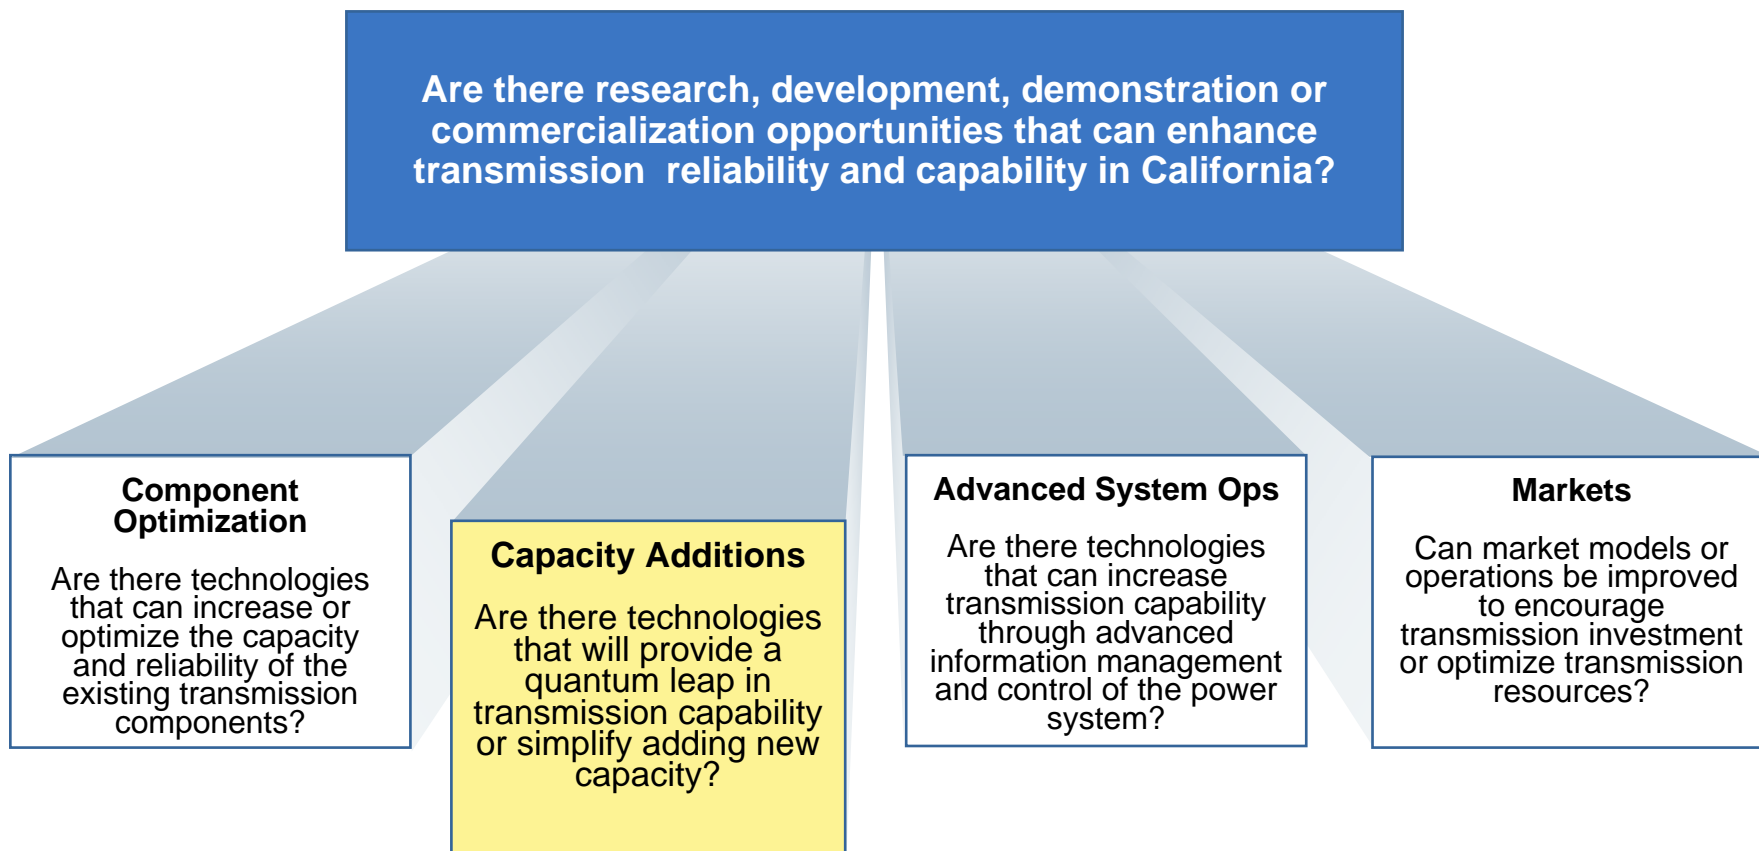 Are there research, development, demonstration or
commercialization opportunities that can enhance
transmission  reliability and capability in California?
Component
Optimization
Are there technologies
that can increase or
optimize the capacity
and reliability of the
existing transmission
components?
Capacity Additions
Are there technologies
that will provide a
quantum leap in
transmission capability
or simplify adding new
capacity?
Advanced System Ops
Are there technologies
that can increase
transmission capability
through advanced
information management
and control of the power
system?
Markets
Can market models or
operations be improved
to encourage
transmission investment
or optimize transmission
resources?